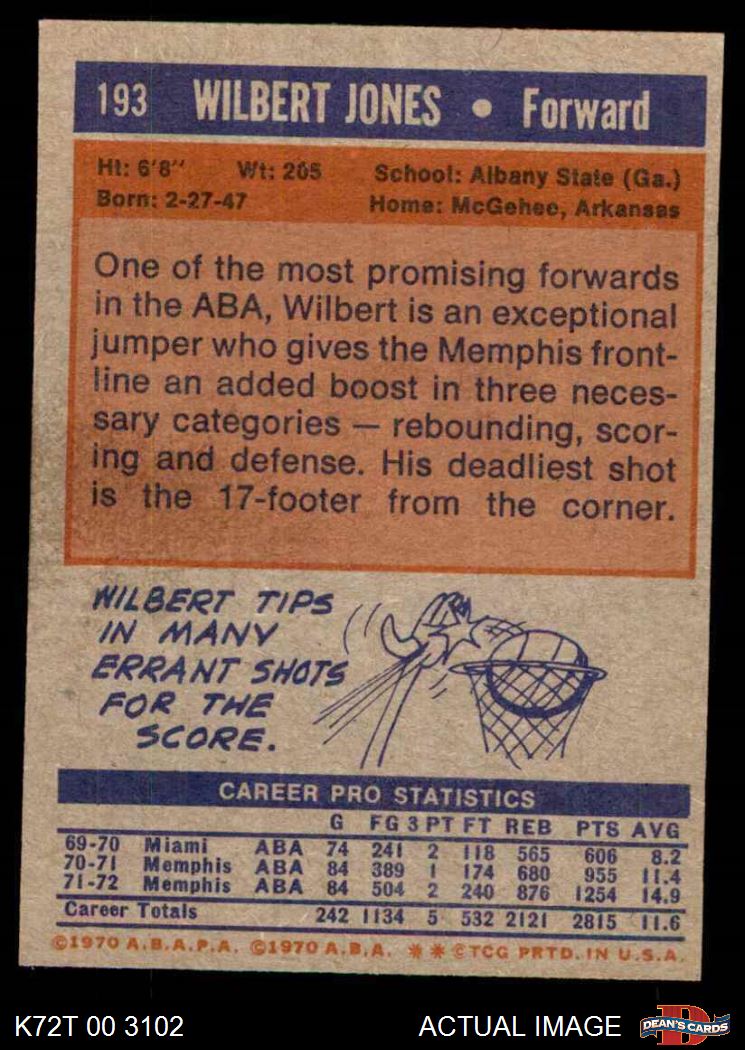 193 WILBERT JONES • Forward
Ht: 6'8" Wt: 205 School: Albany State (Ga.)
Born: 2-27-47 Home: McGehee, Arkansas
One of the most promising forwards
in the ABA, Wilbert is an exceptional
jumper who gives the Memphis front-
line an added boost in three neces-
sary categories — rebounding, scor-
ing and defense. His deadliest shot
is the 17-footer from the corner.
WILBERT TIPS
IN MANY
ERRANT SHOTS
FOR THE
SCORE.
CAREER PRO STATISTICS
G FG 3 PT FT REB PTS AVG
69-70 Miami ABA 74 241 2 118 565 606 8.2
70-71 Memphis ABA 84 389 1 174 680 955 11.4
71-72 Memphis ABA 84 504 2 240 876 1254 14.9
Career Totals 242 1134 5 532 2121 2815 11.6
©1970 A.B.A.P.A. ©1970 A.B.A. ** ©TCG PRTD. IN U.S.A.
K72T 00 3102 ACTUAL IMAGE DEAN'S CARDS